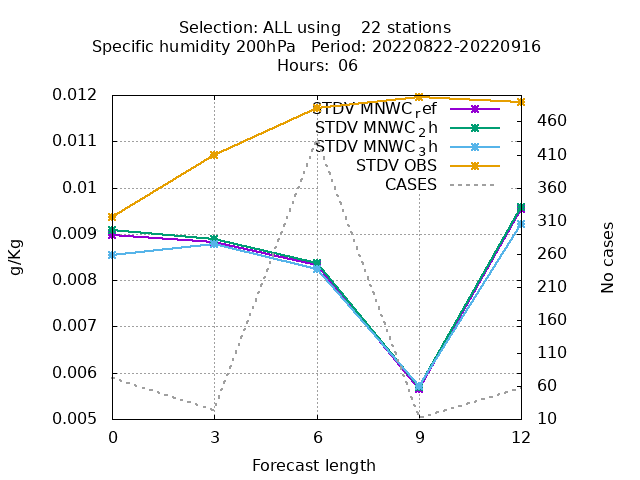 Selection: ALL using    22 stations
Specific humidity 200hPa   Period: 20220822-20220916
Hours: 06
STDV MNWC_ref
STDV MNWC_2h
STDV MNWC_3h
STDV OBS
CASES
0.012
0.011
0.01
0.009
0.008
0.007
0.006
0.005
g/Kg
460
410
360
310
260
210
160
110
60
10
No cases
0 3 6 9 12
Forecast length